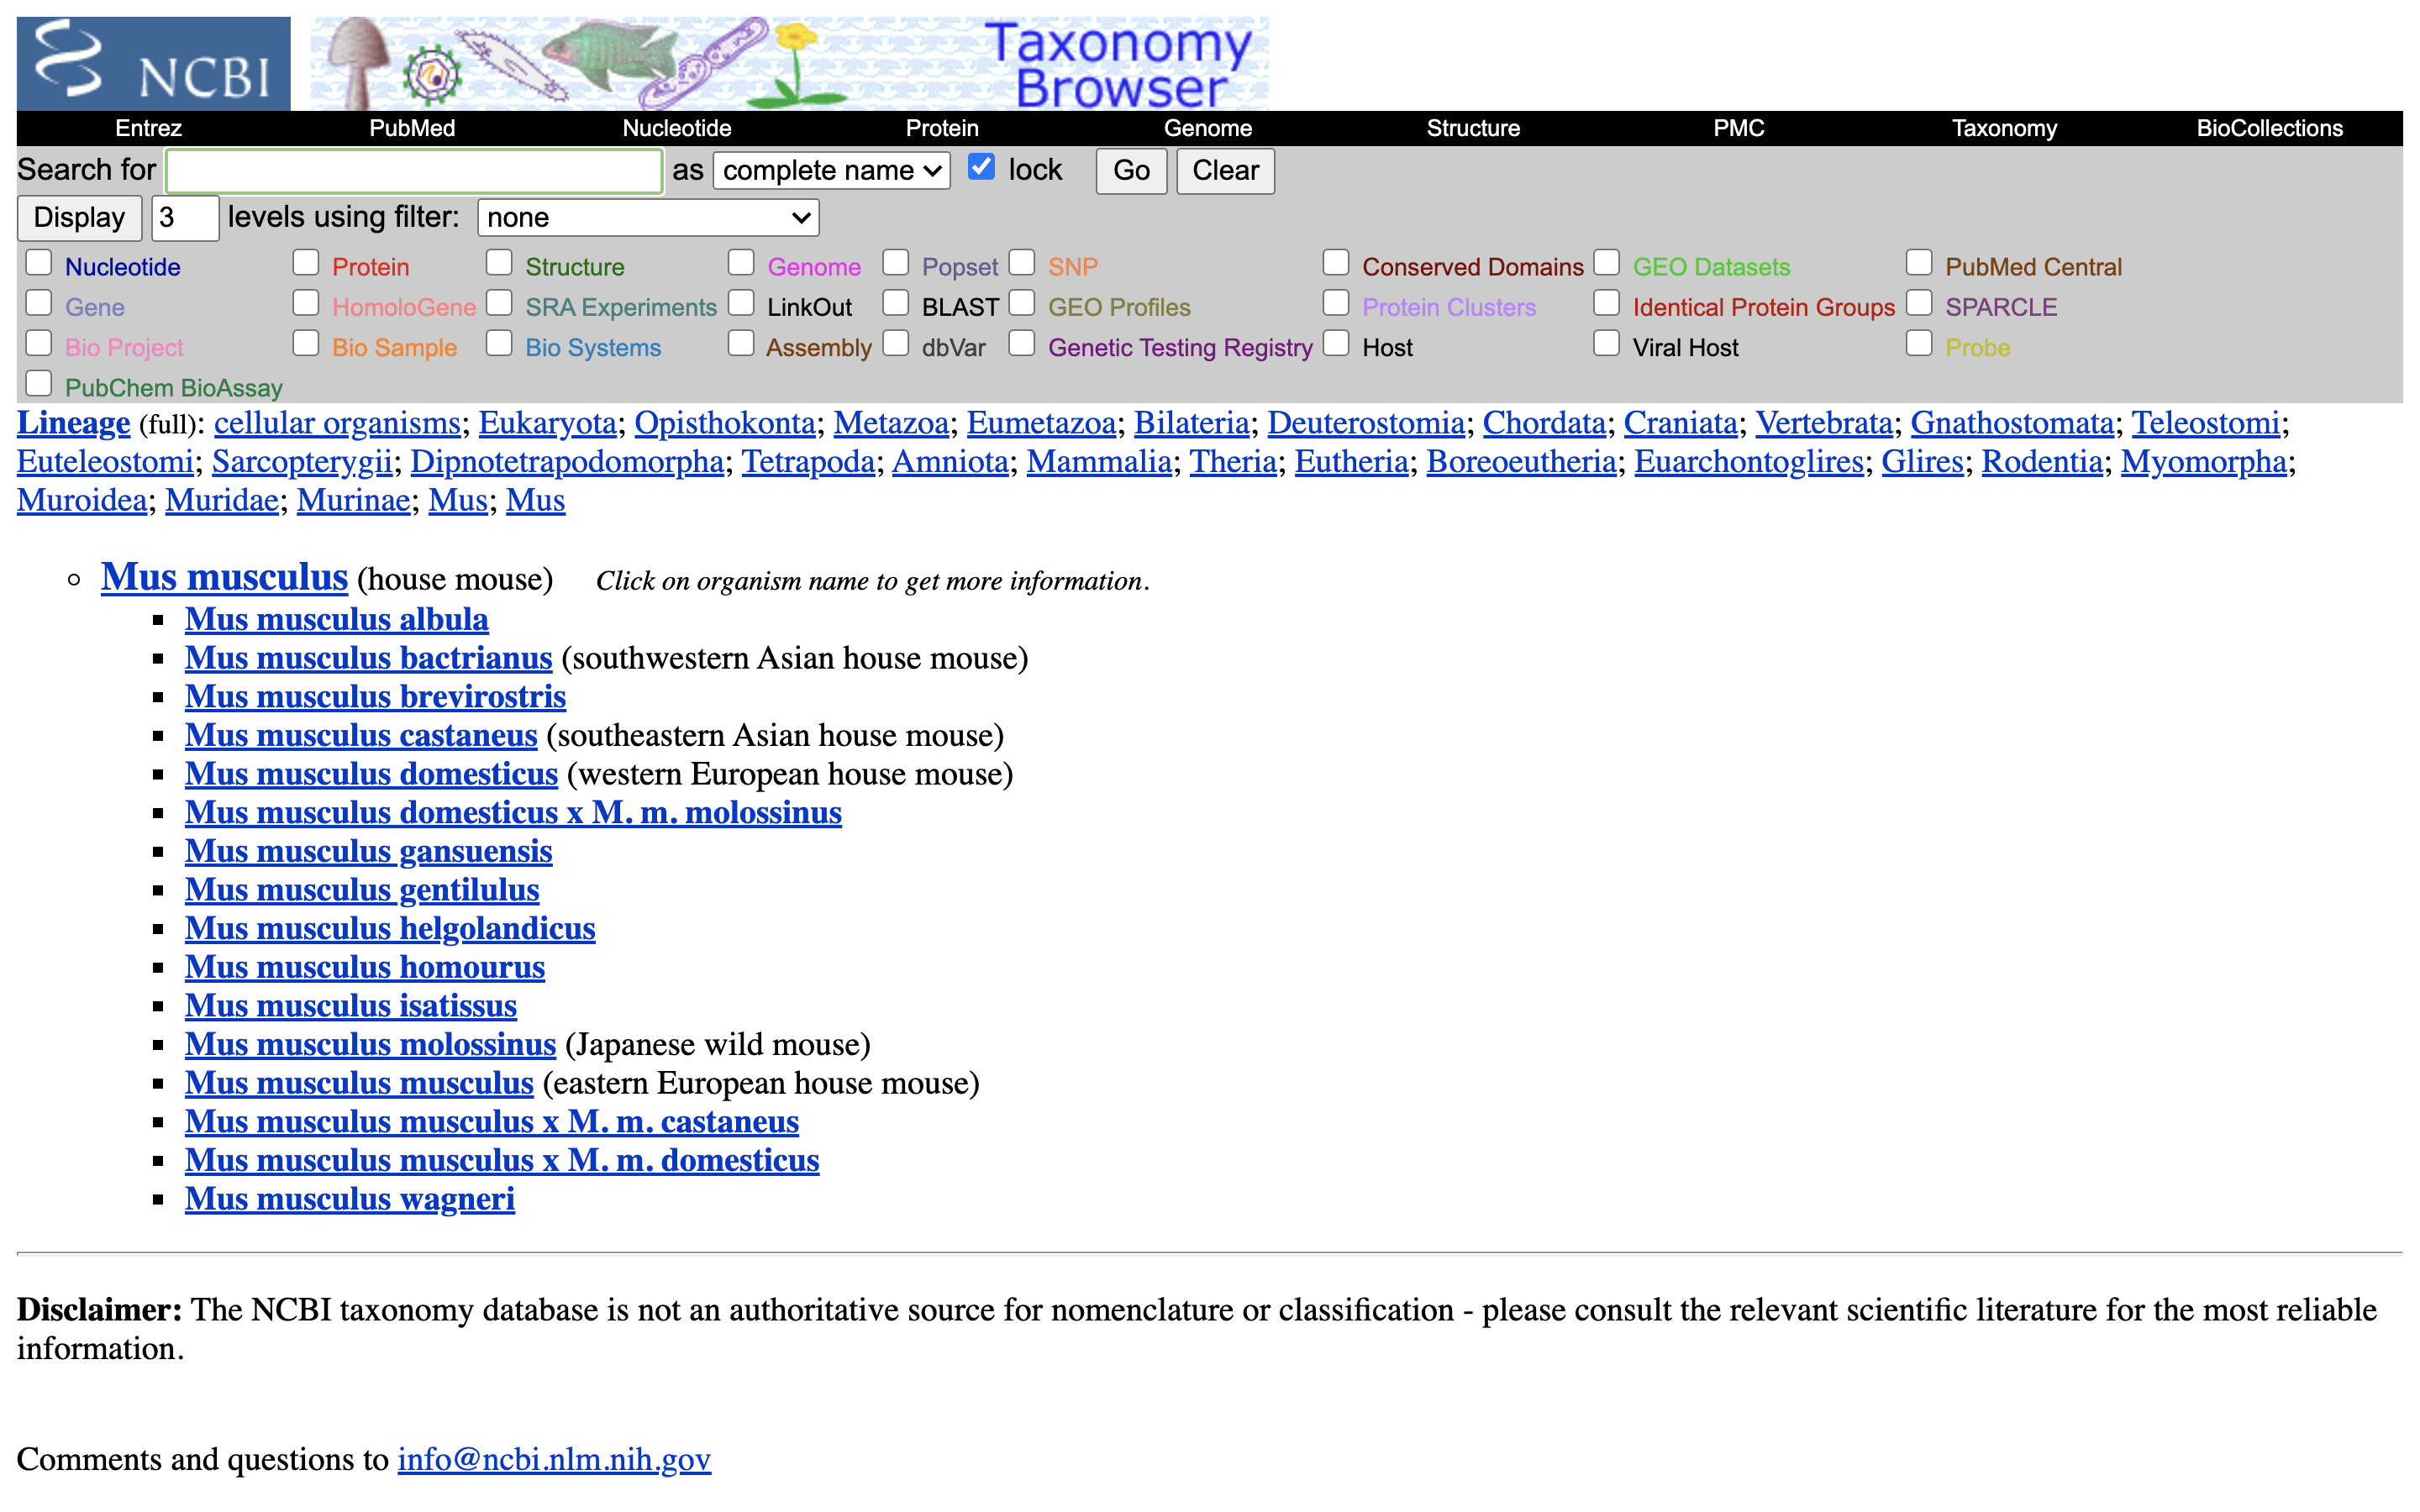 NCBI
Taxonomy
Browser
Entrez PubMed Nucleotide Protein Genome Structure PMC Taxonomy BioCollections
Search for as complete name lock Go Clear
Display 3 levels using filter: none
Nucleotide Protein Structure Genome Popset SNP Conserved Domains GEO Datasets PubMed Central
Gene HomoloGene SRA Experiments LinkOut BLAST GEO Profiles Protein Clusters Identical Protein Groups SPARCLE
Bio Project Bio Sample Bio Systems Assembly dbVar Genetic Testing Registry Host Viral Host Probe
PubChem BioAssay
Lineage (full): cellular organisms; Eukaryota; Opisthokonta; Metazoa; Eumetazoa; Bilateria; Deuterostomia; Chordata; Craniata; Vertebrata; Gnathostomata; Teleostomi;
Euteleostomi; Sarcopterygii; Dipnotetrapodomorpha; Tetrapoda; Amniota; Mammalia; Theria; Eutheria; Boreoeutheria; Euarchontoglires; Glires; Rodentia; Myomorpha;
Muroidea; Muridae; Murinae; Mus; Mus
Mus musculus (house mouse) Click on organism name to get more information.
Mus musculus albula
Mus musculus bactrianus (southwestern Asian house mouse)
Mus musculus brevirostris
Mus musculus castaneus (southeastern Asian house mouse)
Mus musculus domesticus (western European house mouse)
Mus musculus domesticus x M. m. molossinus
Mus musculus gansuensis
Mus musculus gentilulus
Mus musculus helgolandicus
Mus musculus homourus
Mus musculus isatissus
Mus musculus molossinus (Japanese wild mouse)
Mus musculus musculus (eastern European house mouse)
Mus musculus musculus x M. m. castaneus
Mus musculus musculus x M. m. domesticus
Mus musculus wagneri
Disclaimer: The NCBI taxonomy database is not an authoritative source for nomenclature or classification - please consult the relevant scientific literature for the most reliable
information.
Comments and questions to info@ncbi.nlm.nih.gov